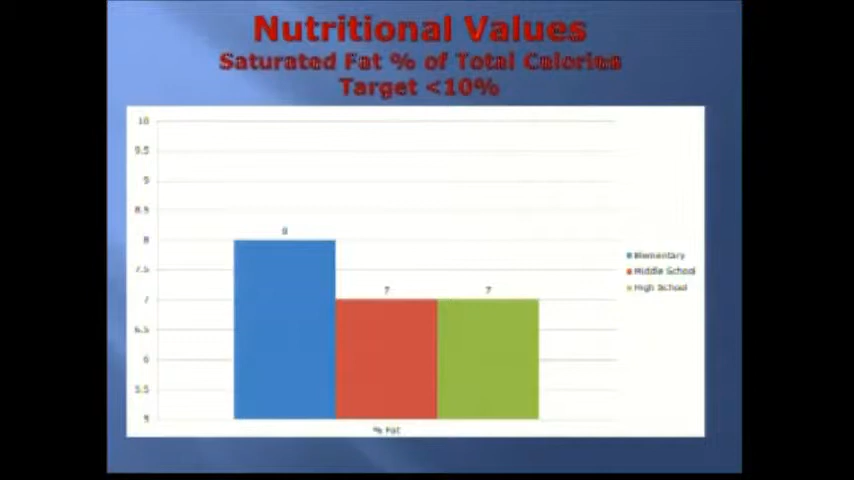 Nutritional Values
Saturated Fat % of Total Calories
Target <10%
10
9.5
9
8.5
8
7.5
7
6.5
6
5.5
5
8
7
7
% Fat
Elementary
Middle School
High School